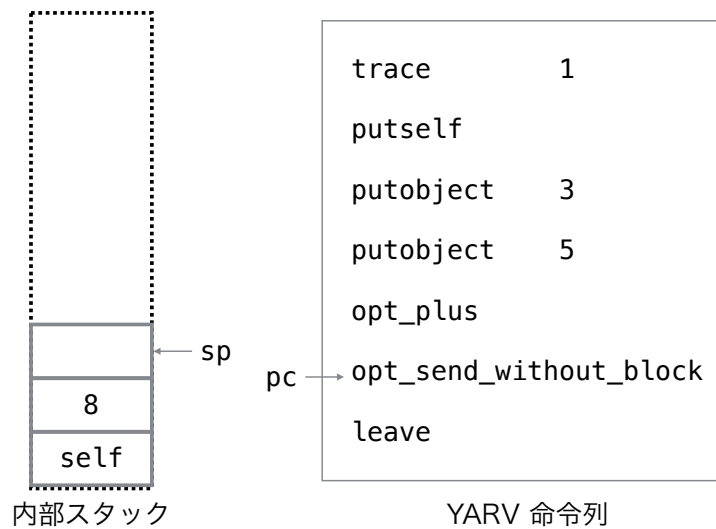 trace 1
putself
putobject 3
putobject 5
opt_plus
sp
pc
opt_send_without_block
8
leave
self
内部スタック
YARV 命令列